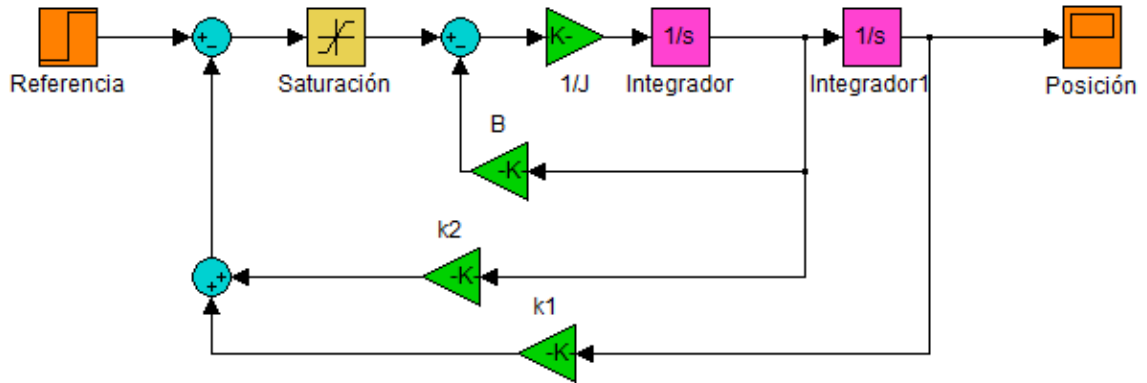 K-
1/s
1/s
Referencia
Saturación
1/J
Integrador
Integrador1
Posición
B
-K-
k2
-K-
k1
-K-